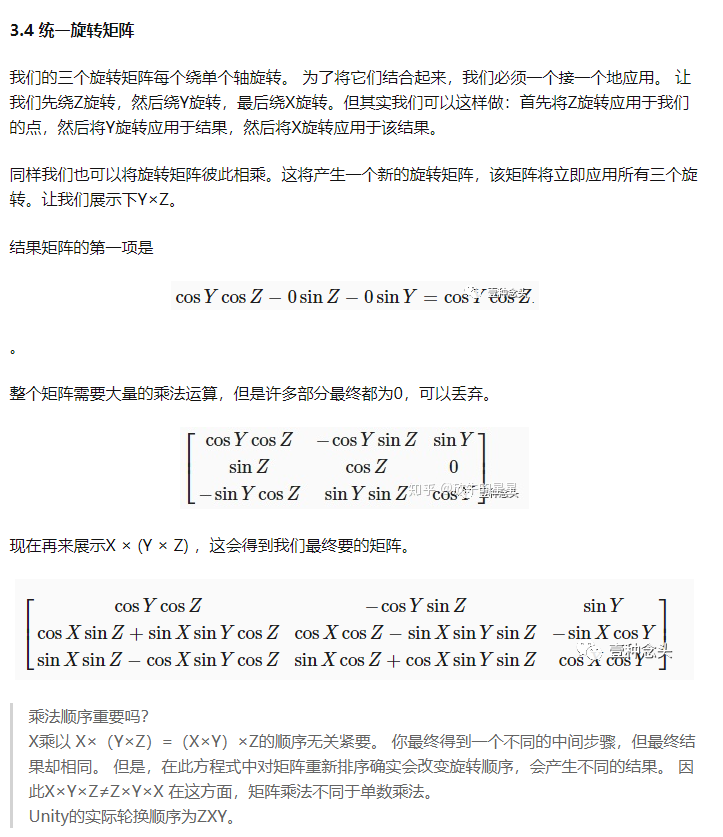 3.4 统一旋转矩阵
我们的三个旋转矩阵每个绕单个轴旋转。 为了将它们结合起来，我们必须一个接一个地应用。 让
我们先绕Z旋转，然后绕Y旋转，最后绕X旋转。但其实我们可以这样做：首先将Z旋转应用于我们
的点，然后将Y旋转应用于结果，然后将X旋转应用于该结果。
同样我们也可以将旋转矩阵彼此相乘。这将产生一个新的旋转矩阵，该矩阵将立即应用所有三个旋
转。让我们展示下Y×Z。
结果矩阵的第一项是
cos Y cos Z − 0 sin Z − 0 sin Y = cos Y cos Z.
壹种念头
。
整个矩阵需要大量的乘法运算，但是许多部分最终都为0，可以丢弃。
cos Y cos Z −cos Y sin Z sin Y
sin Z cos Z 0
−sin Y cos Z sin Y sin Z cos Y
知乎
壹种念头
现在再来展示X × (Y × Z) ，这会得到我们最终要的矩阵。
cos Y cos Z −cos Y sin Z sin Y
cos X sin Z + sin X sin Y cos Z cos X cos Z − sin X sin Y sin Z −sin X cos Y
sin X sin Z − cos X sin Y cos Z sin X cos Z + cos X sin Y sin Z cos X cos Y
壹种念头
乘法顺序重要吗?
X乘以 X×（Y×Z）=（X×Y）×Z的顺序无关紧要。 你最终得到一个不同的中间步骤，但最终结
果却相同。 但是，在此方程式中对矩阵重新排序确实会改变旋转顺序，会产生不同的结果。 因
此X×Y×Z≠Z×Y×X 在这方面，矩阵乘法不同于单数乘法。
Unity的实际轮换顺序为ZXY。